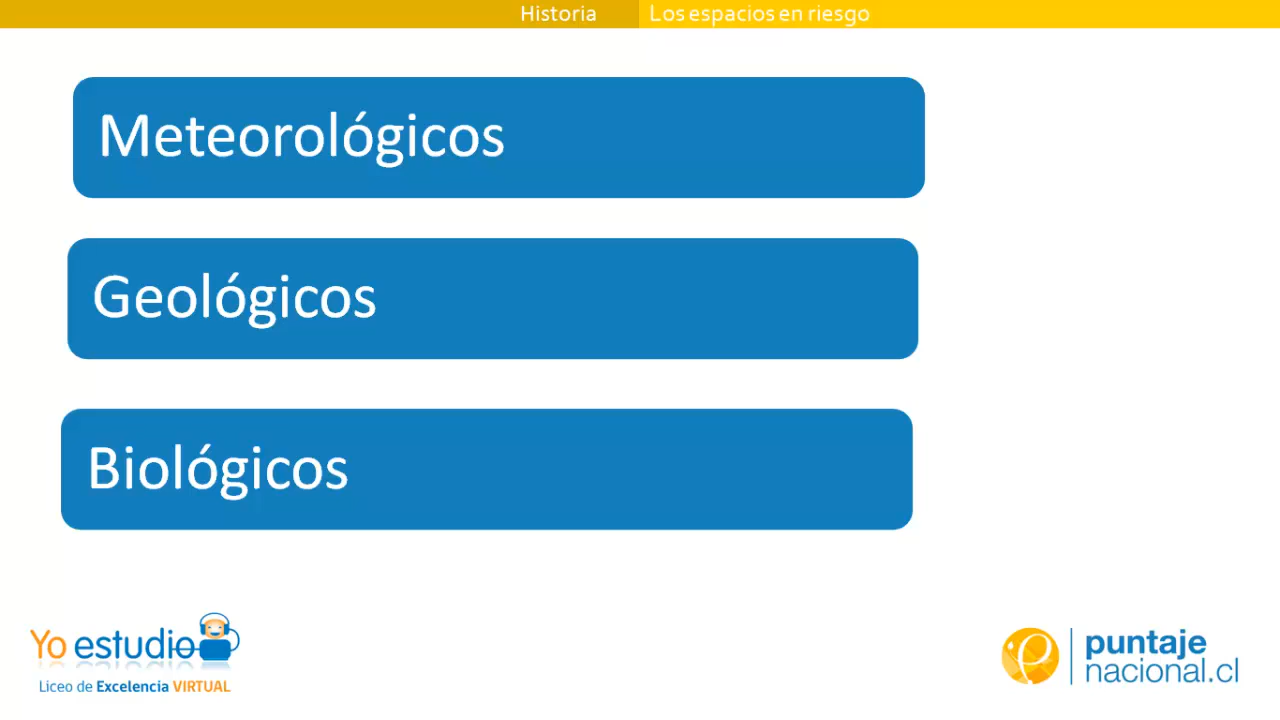 Historia
Los espacios en riesgo
Meteorológicos
Geológicos
Biológicos
Yo estudio
Liceo de Excelencia VIRTUAL
puntaje
nacional.cl